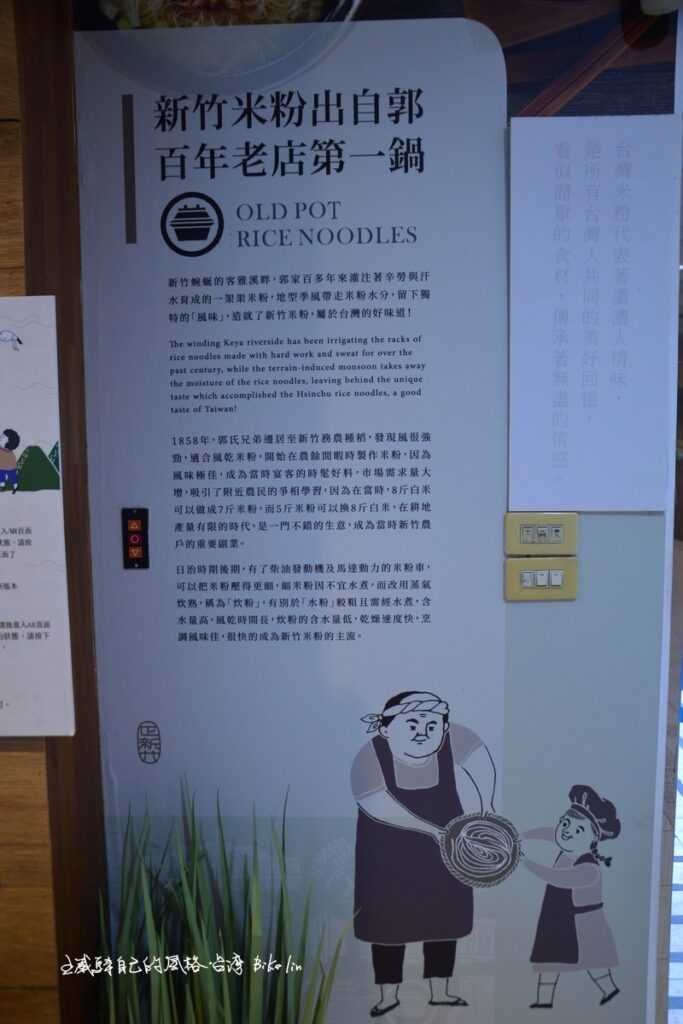 新竹米粉出自郭
百年老店第一鍋
OLD POT
RICE NOODLES
新竹蜿蜒的客雅溪畔，郭家百多年來灌注著辛勞與汗
水育成的一架架米粉，地型季風帶走米粉水分，留下獨
特的「風味」，造就了新竹米粉，屬於台灣的好味道！
The winding Keya riverside has been irrigating the racks of
rice noodles made with hard work and sweat for over the
past century, while the terrain-induced monsoon takes away
the moisture of the rice noodles, leaving behind the unique
taste which accomplished the Hsinchu rice noodles, a good
taste of Taiwan!
1858年，郭氏兄弟遷居至新竹務農種稻，發現風很強
勁，適合風乾米粉，開始在農餘閒暇時製作米粉，因為
風味極佳，成為當時宴客的時髦好料，市場需求量大
增，吸引了附近農民的爭相學習，因為在當時，8斤白米
可以做成7斤米粉，而5斤米粉可以換8斤白米，在耕地
產量有限的時代，是一門不錯的生意，成為當時新竹農
戶的重要副業。
日治時期後期，有了柴油發動機及馬達動力的米粉車，
可以把米粉壓得更細，細米粉因不宜水煮，而改用蒸氣
炊熟，稱為「炊粉」，有別於「水粉」較粗且需經水煮，含
水量高，風乾時間長，炊粉的含水量低，乾燥速度快，烹
調風味佳，很快的成為新竹米粉的主流。
台灣米粉代表著濃濃人情味，
是所有台灣人共同的美好回憶，
看似簡單的食材，傳承著無盡的情感。
自己的風格.台灣 Biko lin